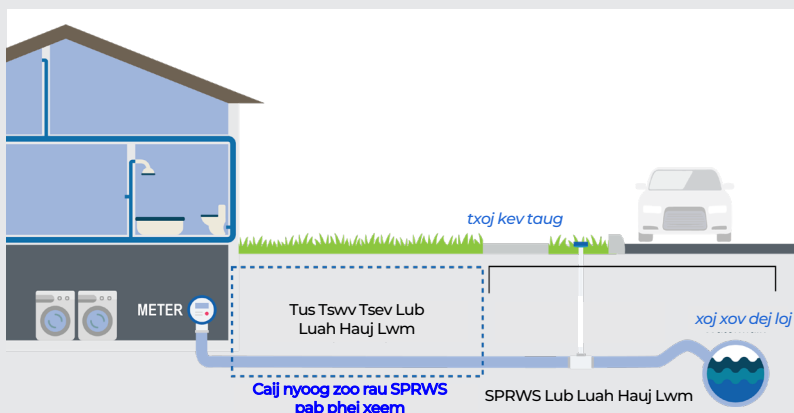 txoj kev taug
METER
Tus Tswv Tsev Lub
Luah Hauj Lwm
xoj xov dej loj
Caij nyoog zoo rau SPRWS
pab phej xeem
SPRWS Lub Luah Hauj Lwm